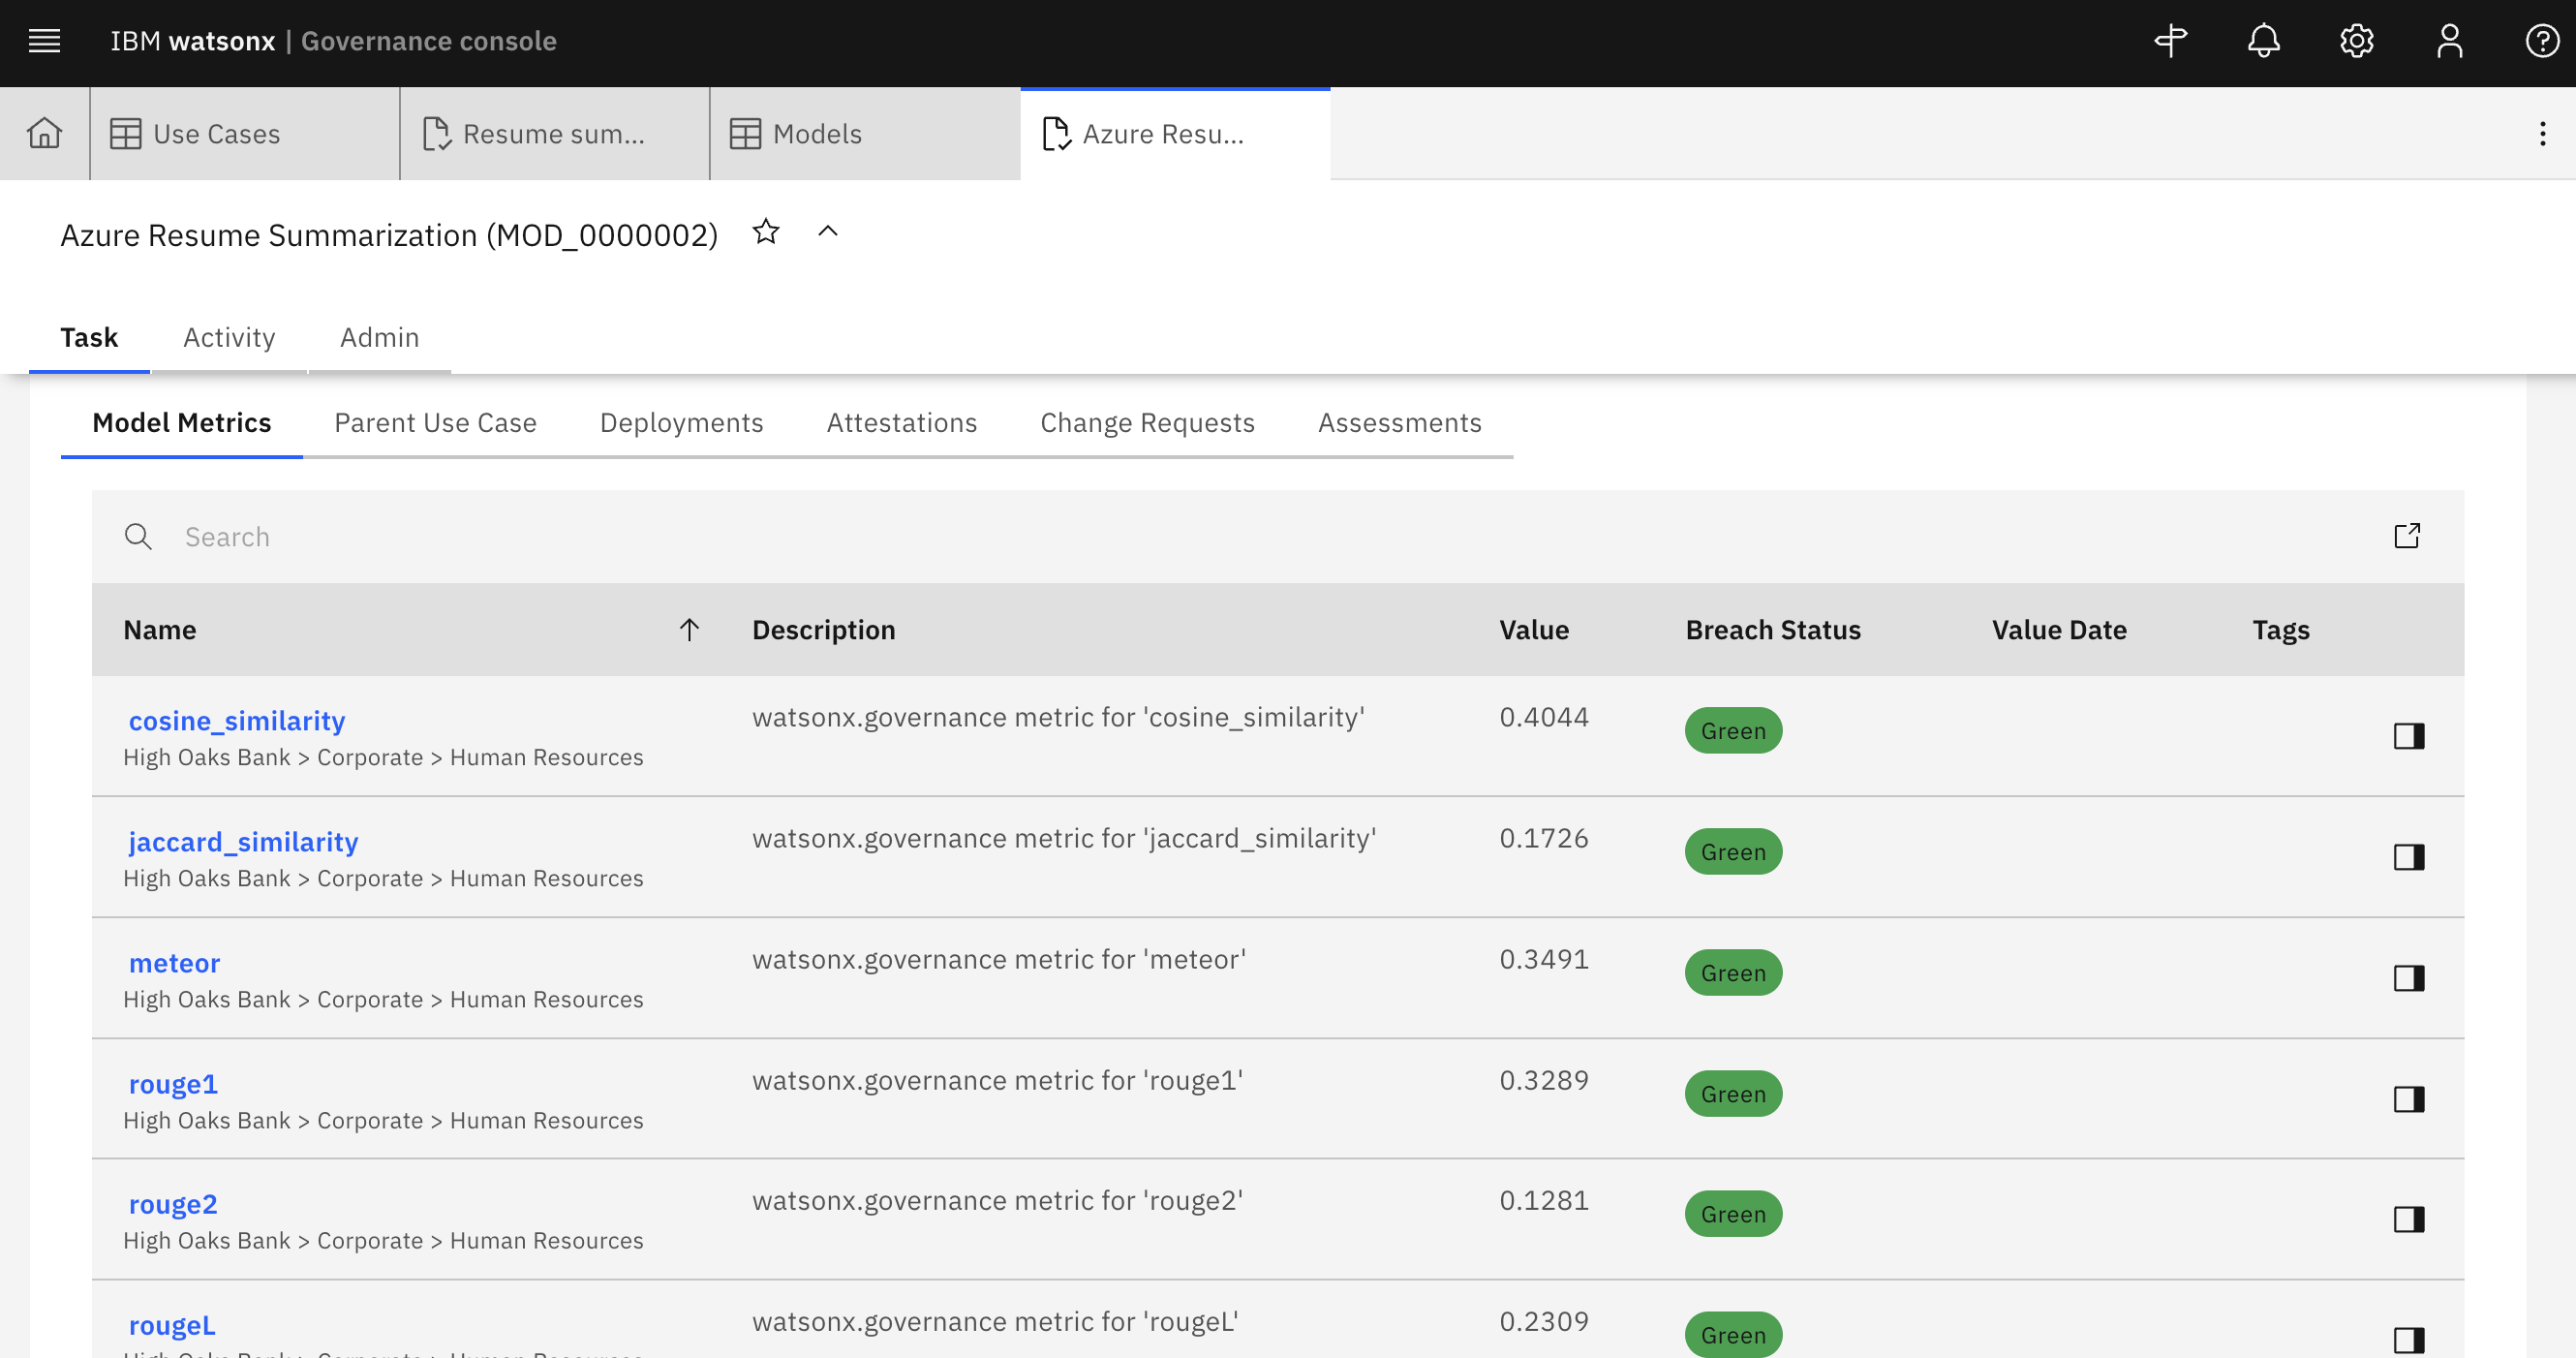 IBM watsonx | Governance console
Use Cases
Resume sum...
Models
Azure Resu...
Azure Resume Summarization (MOD_0000002)
Task Activity Admin
Model Metrics Parent Use Case Deployments Attestations Change Requests Assessments
Search
Name Description Value Breach Status Value Date Tags
cosine_similarity watsonx.governance metric for 'cosine_similarity' 0.4044 Green
High Oaks Bank > Corporate > Human Resources
jaccard_similarity watsonx.governance metric for 'jaccard_similarity' 0.1726 Green
High Oaks Bank > Corporate > Human Resources
meteor watsonx.governance metric for 'meteor' 0.3491 Green
High Oaks Bank > Corporate > Human Resources
rouge1 watsonx.governance metric for 'rouge1' 0.3289 Green
High Oaks Bank > Corporate > Human Resources
rouge2 watsonx.governance metric for 'rouge2' 0.1281 Green
High Oaks Bank > Corporate > Human Resources
rougeL watsonx.governance metric for 'rougeL' 0.2309 Green